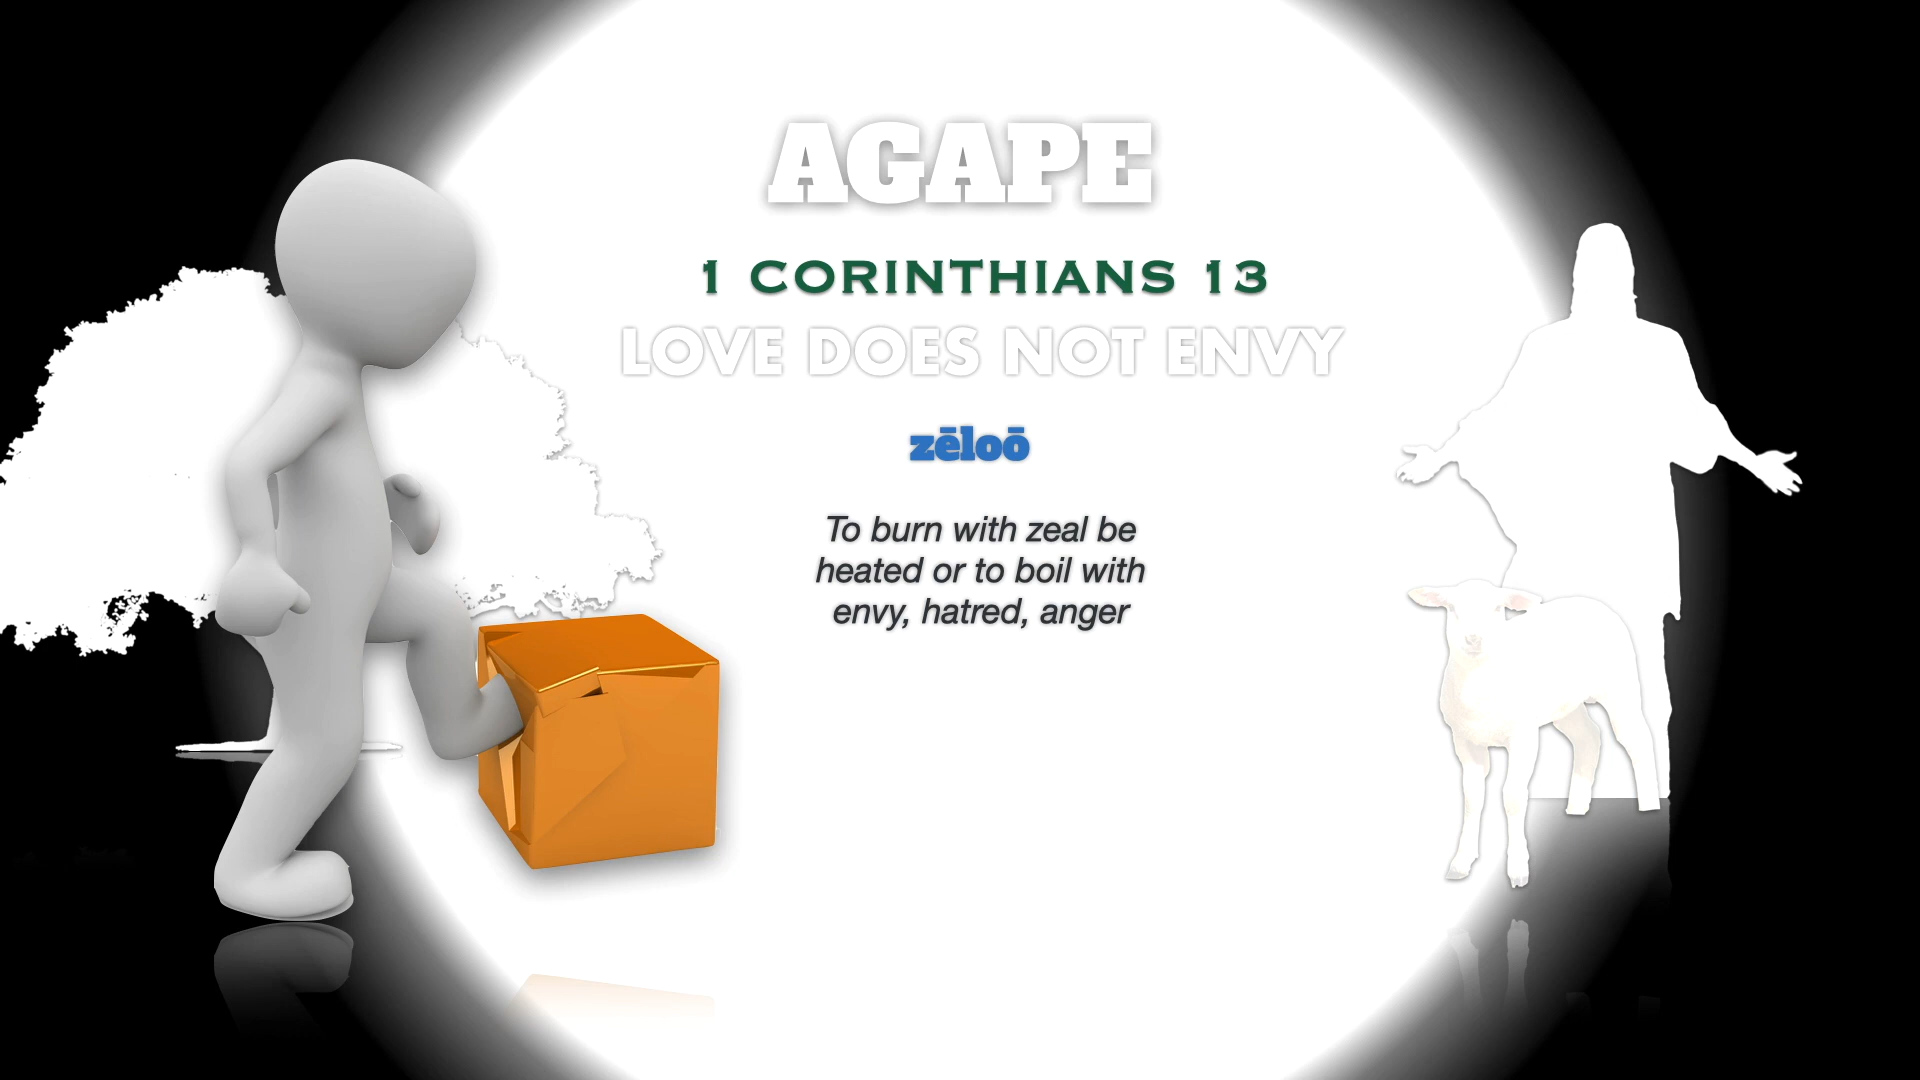 AGAPE
1 CORINTHIANS 13
LOVE DOES NOT ENVY
zēloō
To burn with zeal be
heated or to boil with
envy, hatred, anger